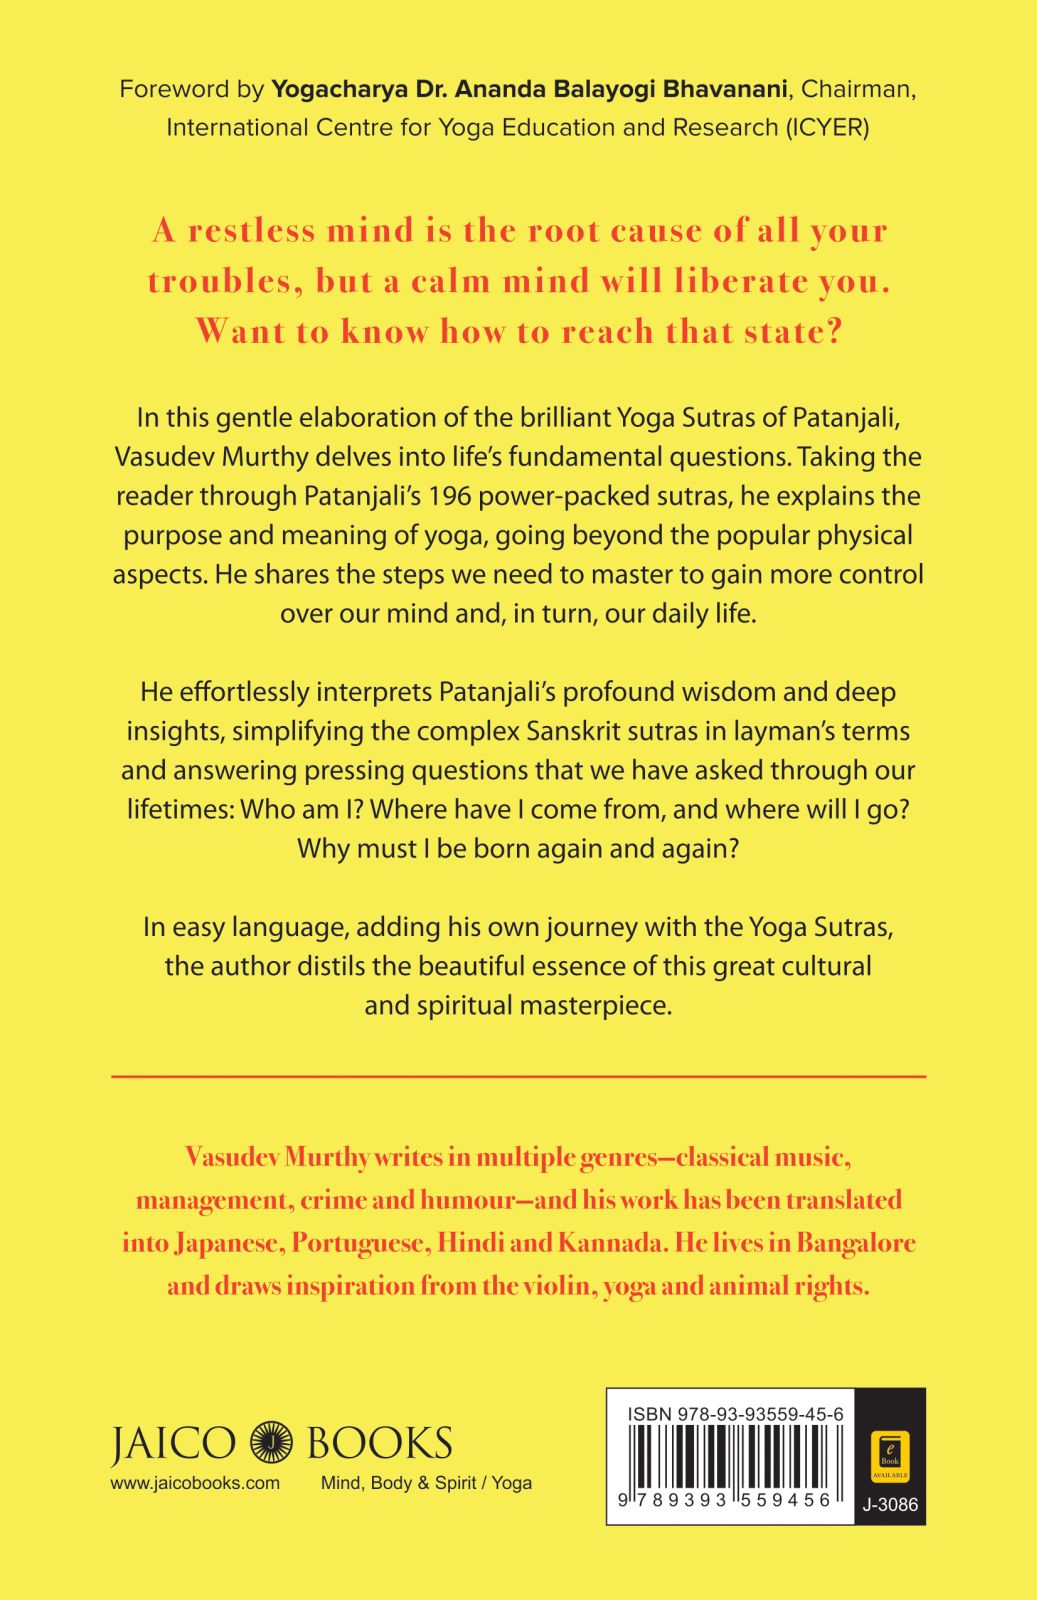 Foreword by Yogacharya Dr. Ananda Balayogi Bhavanani, Chairman,
International Centre for Yoga Education and Research (ICYER)
A restless mind is the root cause of all your
troubles, but a calm mind will liberate you.
Want to know how to reach that state?
In this gentle elaboration of the brilliant Yoga Sutras of Patanjali,
Vasudev Murthy delves into life’s fundamental questions. Taking the
reader through Patanjali’s 196 power-packed sutras, he explains the
purpose and meaning of yoga, going beyond the popular physical
aspects. He shares the steps we need to master to gain more control
over our mind and, in turn, our daily life.
He effortlessly interprets Patanjali’s profound wisdom and deep
insights, simplifying the complex Sanskrit sutras in layman’s terms
and answering pressing questions that we have asked through our
lifetimes: Who am I? Where have I come from, and where will I go?
Why must I be born again and again?
In easy language, adding his own journey with the Yoga Sutras,
the author distils the beautiful essence of this great cultural
and spiritual masterpiece.
Vasudev Murthy writes in multiple genres—classical music,
management, crime and humour—and his work has been translated
into Japanese, Portuguese, Hindi and Kannada. He lives in Bangalore
and draws inspiration from the violin, yoga and animal rights.
JAICO J BOOKS
www.jaicobooks.com Mind, Body & Spirit / Yoga
ISBN 978-93-93559-45-6
9 789393 559456
e
Book
AVAILABLE
J-3086